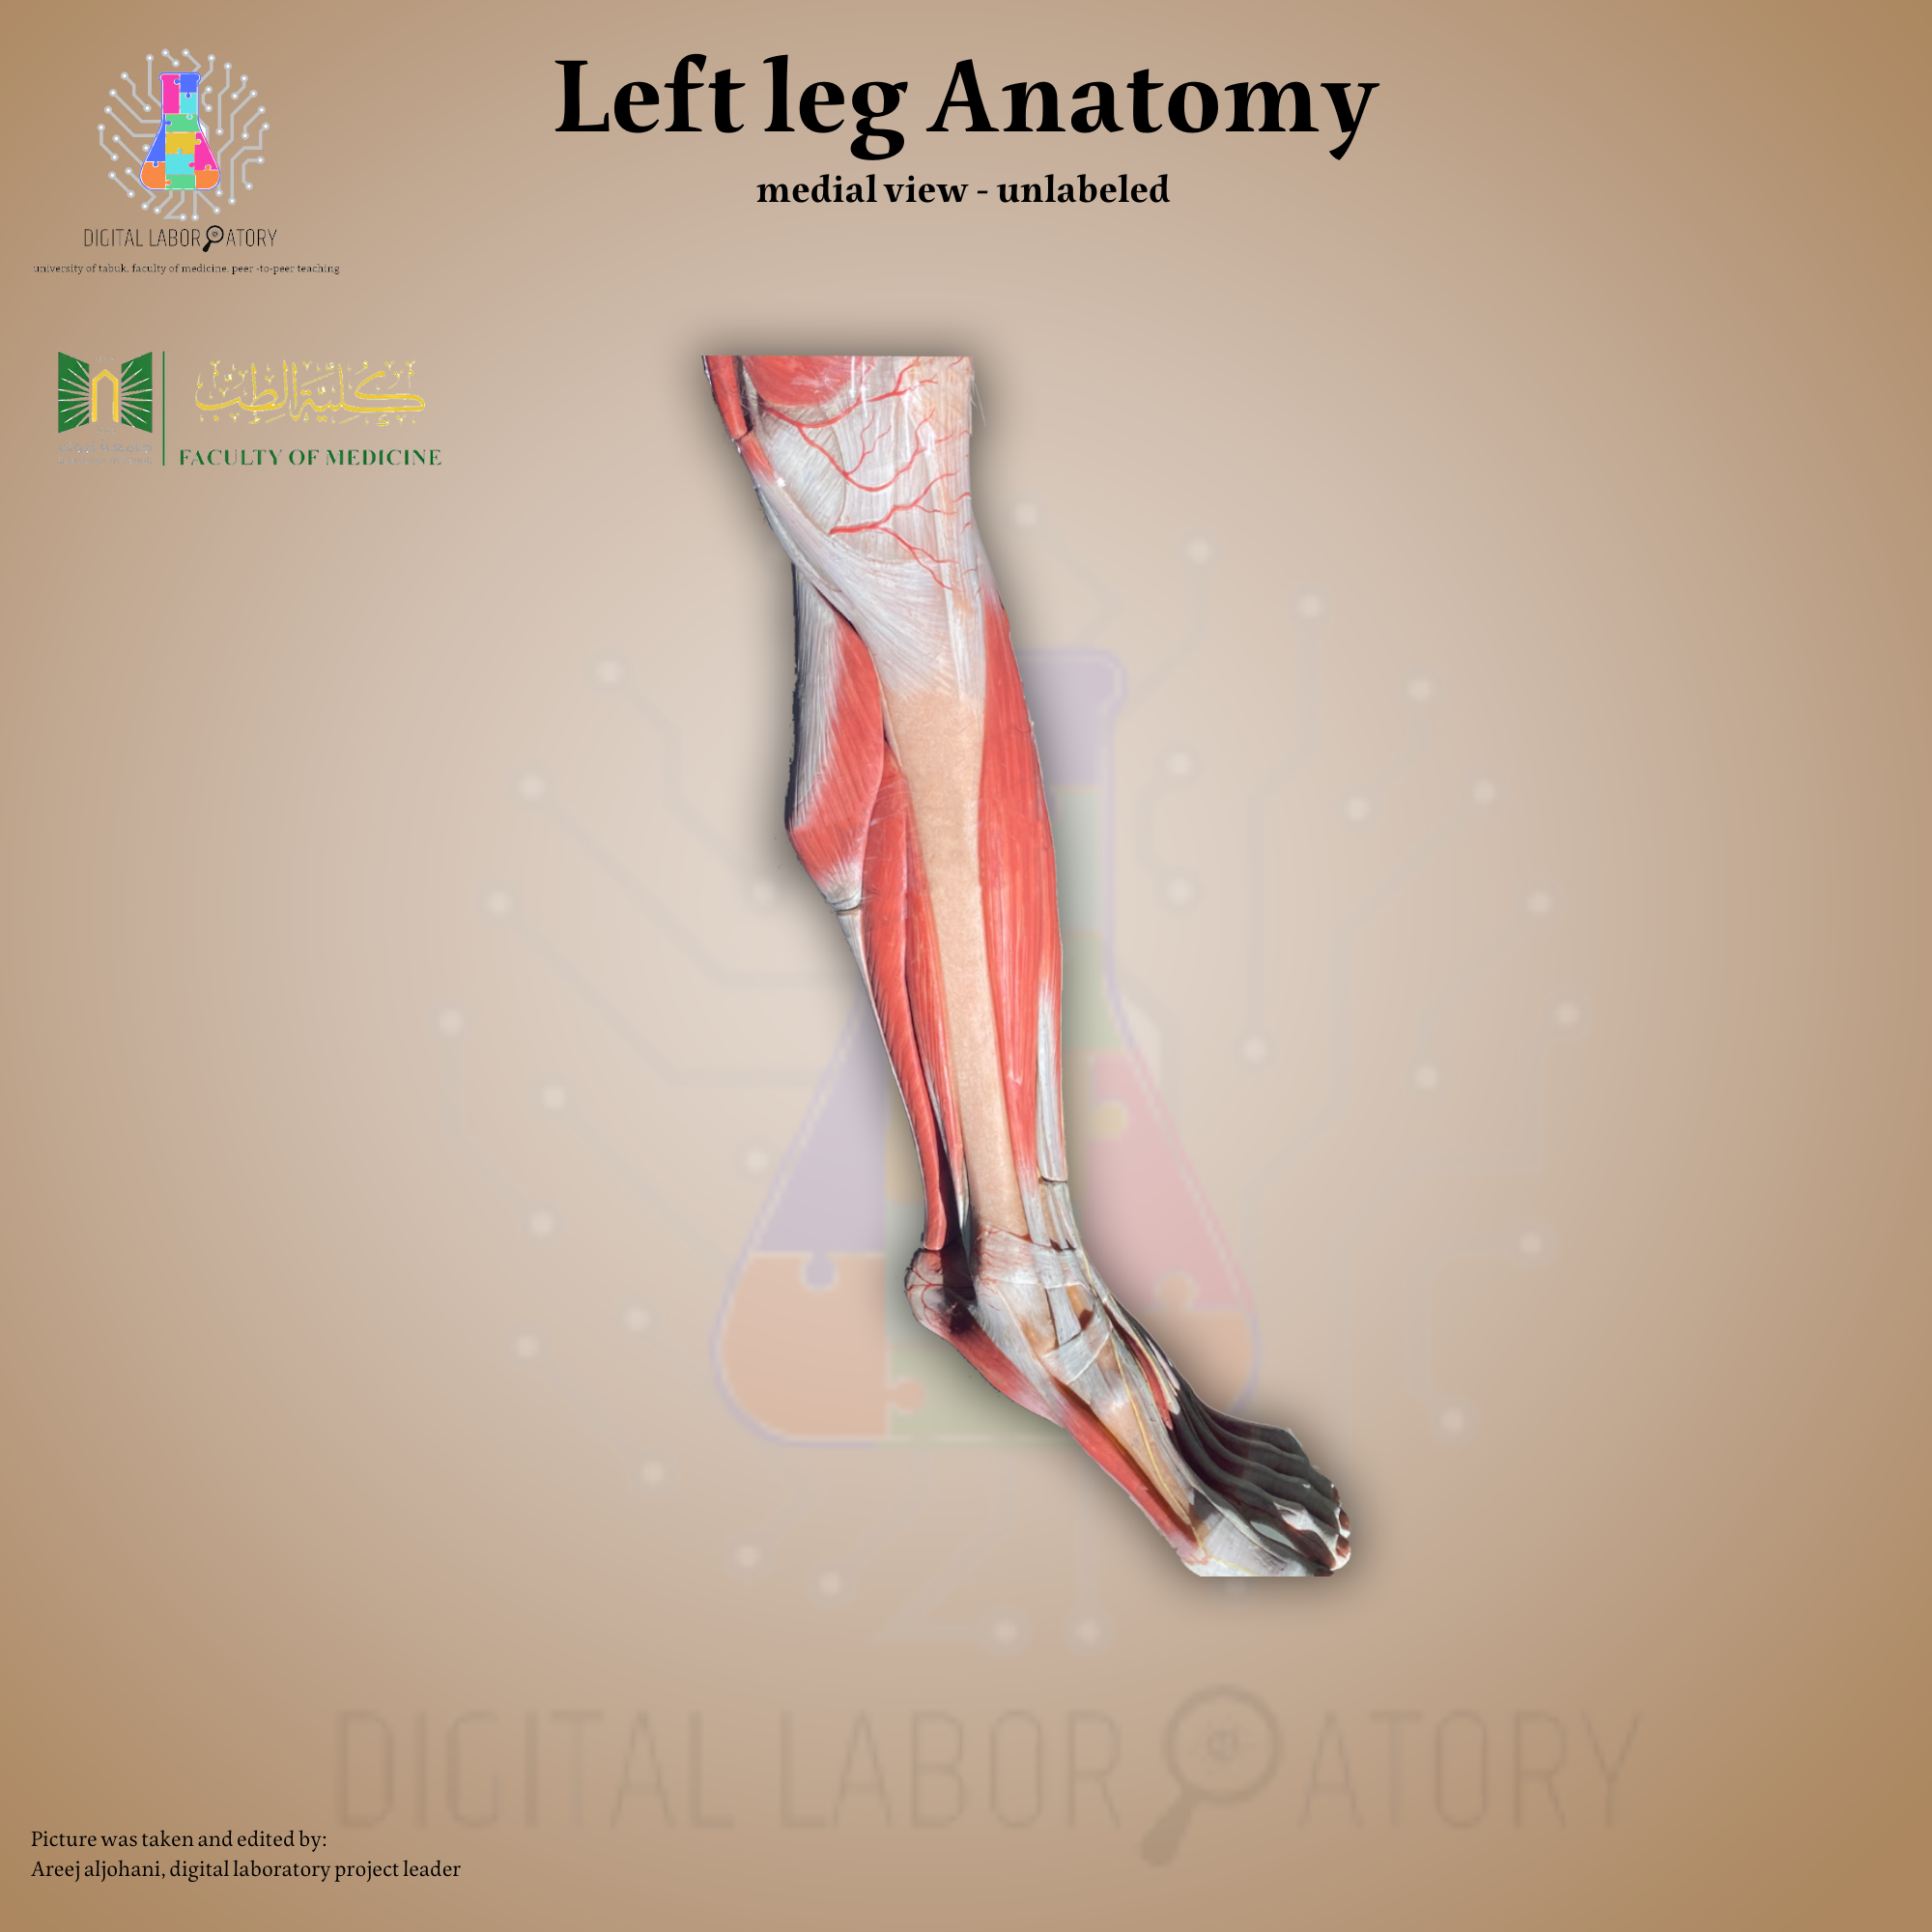 Left leg Anatomy
medial view - unlabeled
DIGITAL LABORATORY
university of tabuk, faculty of medicine, peer -to-peer teaching
كلية الطب
FACULTY OF MEDICINE
DIGITAL LABORATORY
Picture was taken and edited by:
Areej aljohani, digital laboratory project leader